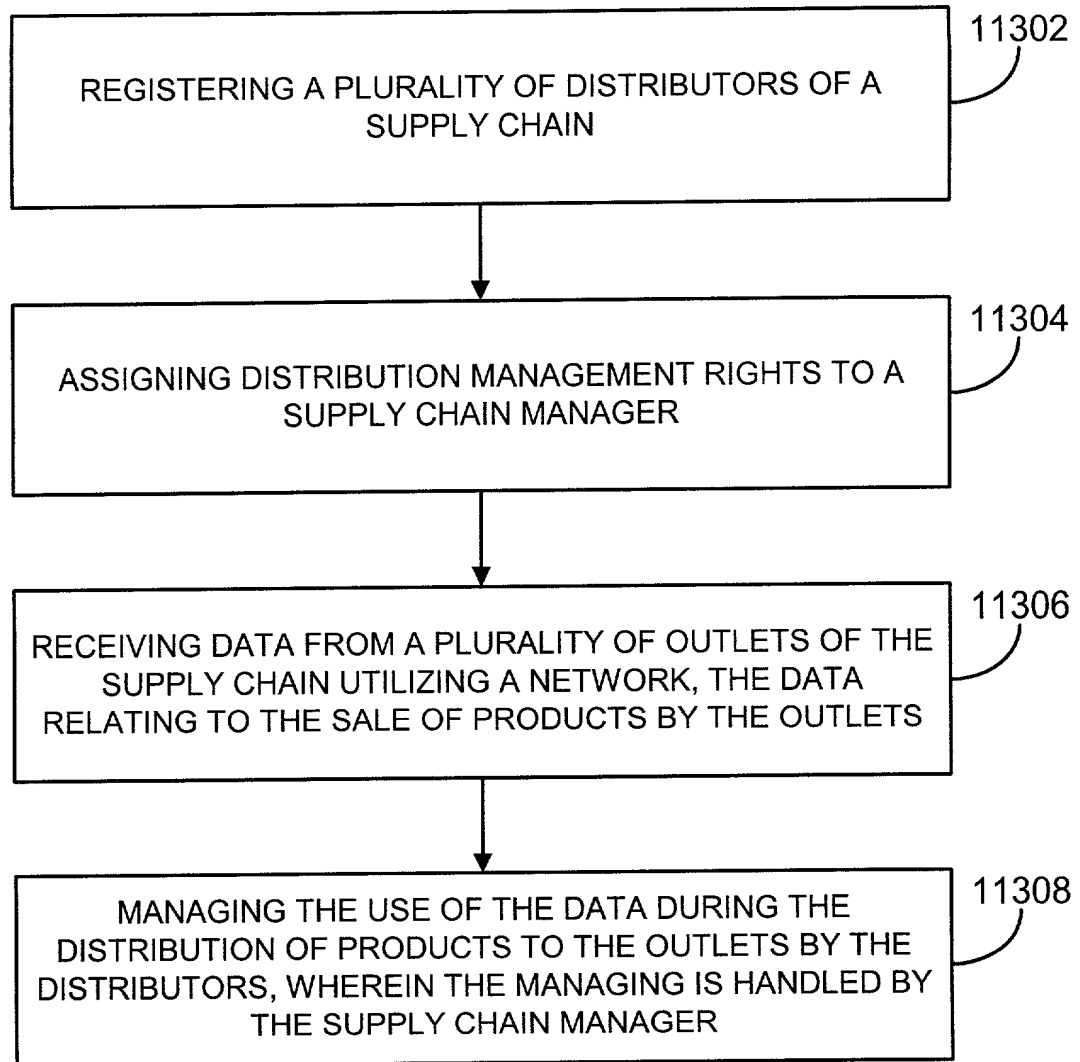 11302
REGISTERING A PLURALITY OF DISTRIBUTORS OF A
SUPPLY CHAIN
11304
ASSIGNING DISTRIBUTION MANAGEMENT RIGHTS TO A
SUPPLY CHAIN MANAGER
11306
RECEIVING DATA FROM A PLURALITY OF OUTLETS OF THE
SUPPLY CHAIN UTILIZING A NETWORK, THE DATA
RELATING TO THE SALE OF PRODUCTS BY THE OUTLETS
11308
MANAGING THE USE OF THE DATA DURING THE
DISTRIBUTION OF PRODUCTS TO THE OUTLETS BY THE
DISTRIBUTORS, WHEREIN THE MANAGING IS HANDLED BY
THE SUPPLY CHAIN MANAGER